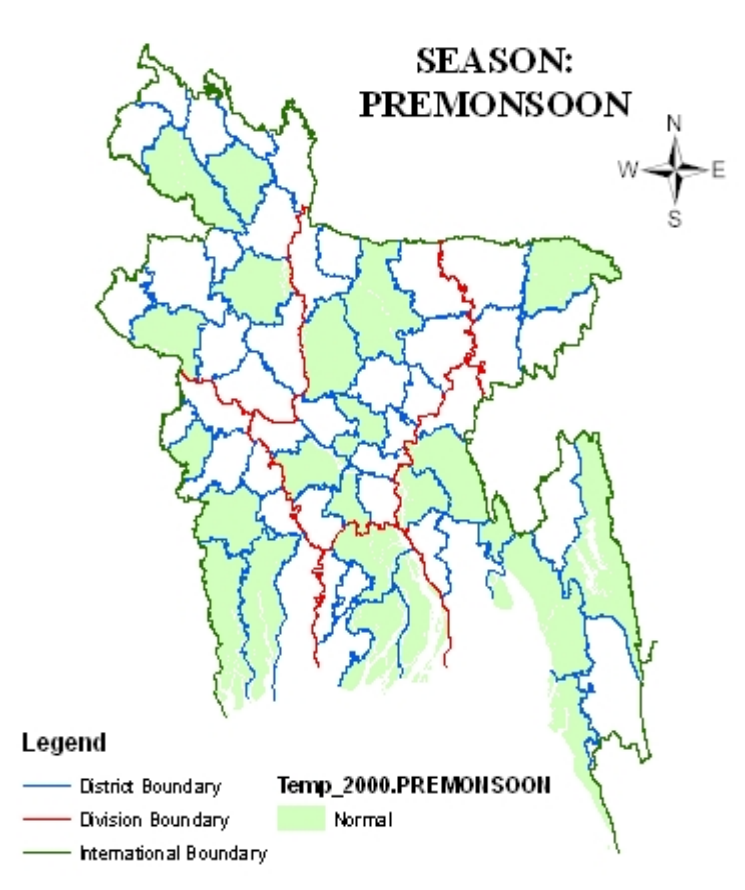 SEASON:
PREMONSOON
N
W
E
S
Legend
District Boundary
Temp_2000.PREMONSOON
Division Boundary
Normal
International Boundary